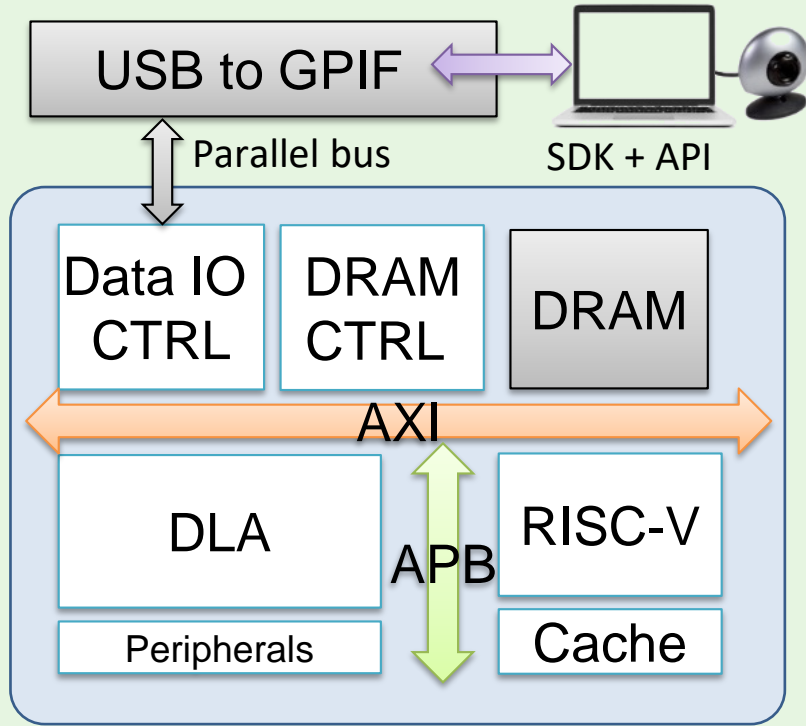 USB to GPIF
Parallel bus
SDK + API
Data IO
CTRL
DRAM
CTRL
DRAM
AXI
DLA
APB
RISC-V
Peripherals
Cache